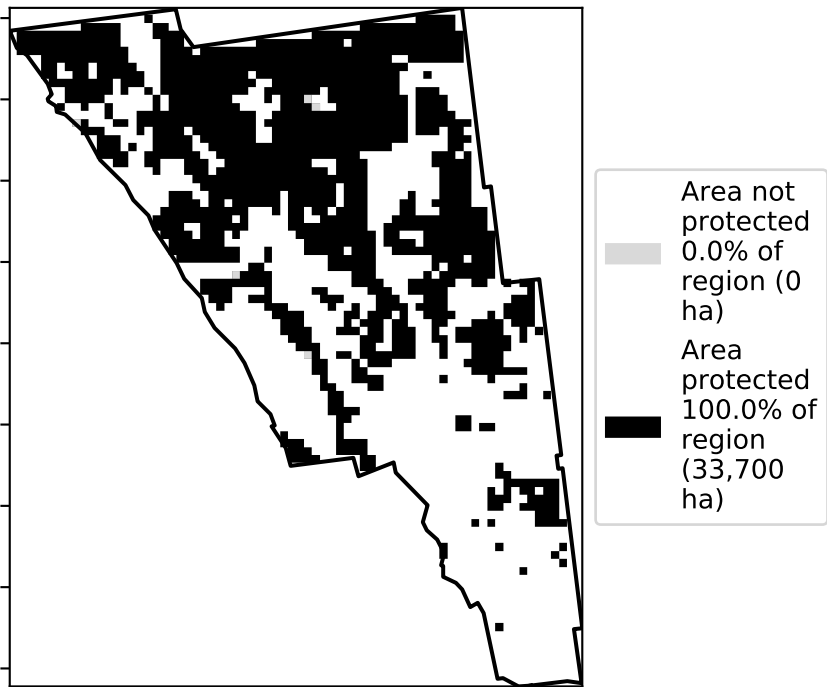 Area not
protected
0.0% of
region (0
ha)
Area
protected
100.0% of
region
(33,700
ha)